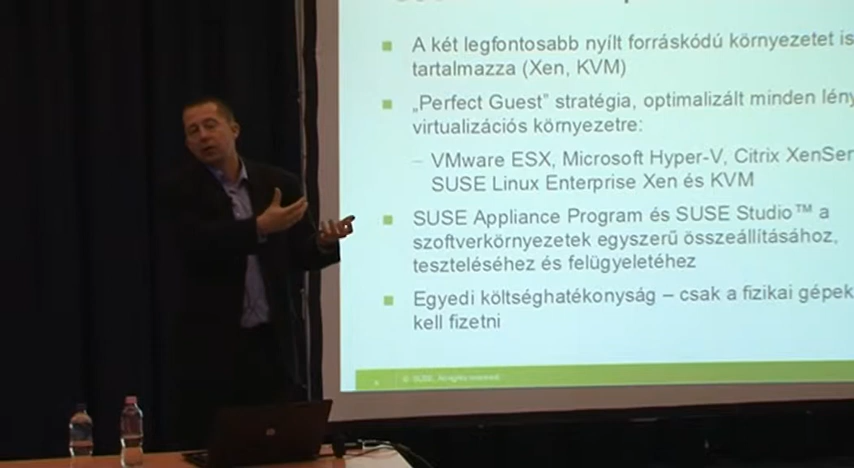 A két legfontosabb nyílt forráskódú környezetet is
tartalmazza (Xen, KVM)
„Perfect Guest” stratégia, optimalizált minden
virtualizációs környezetre:
– VMware ESX, Microsoft Hyper-V, Citrix
SUSE Linux Enterprise Xen és KVM
SUSE Appliance Program és SUSE Studio™ a
szoftverkörnyezetek egyszerű összeállításához,
teszteléséhez és felügyeletéhez
Egyedi költséghatékonyság – csak a fizikai gépek
kell fizetni